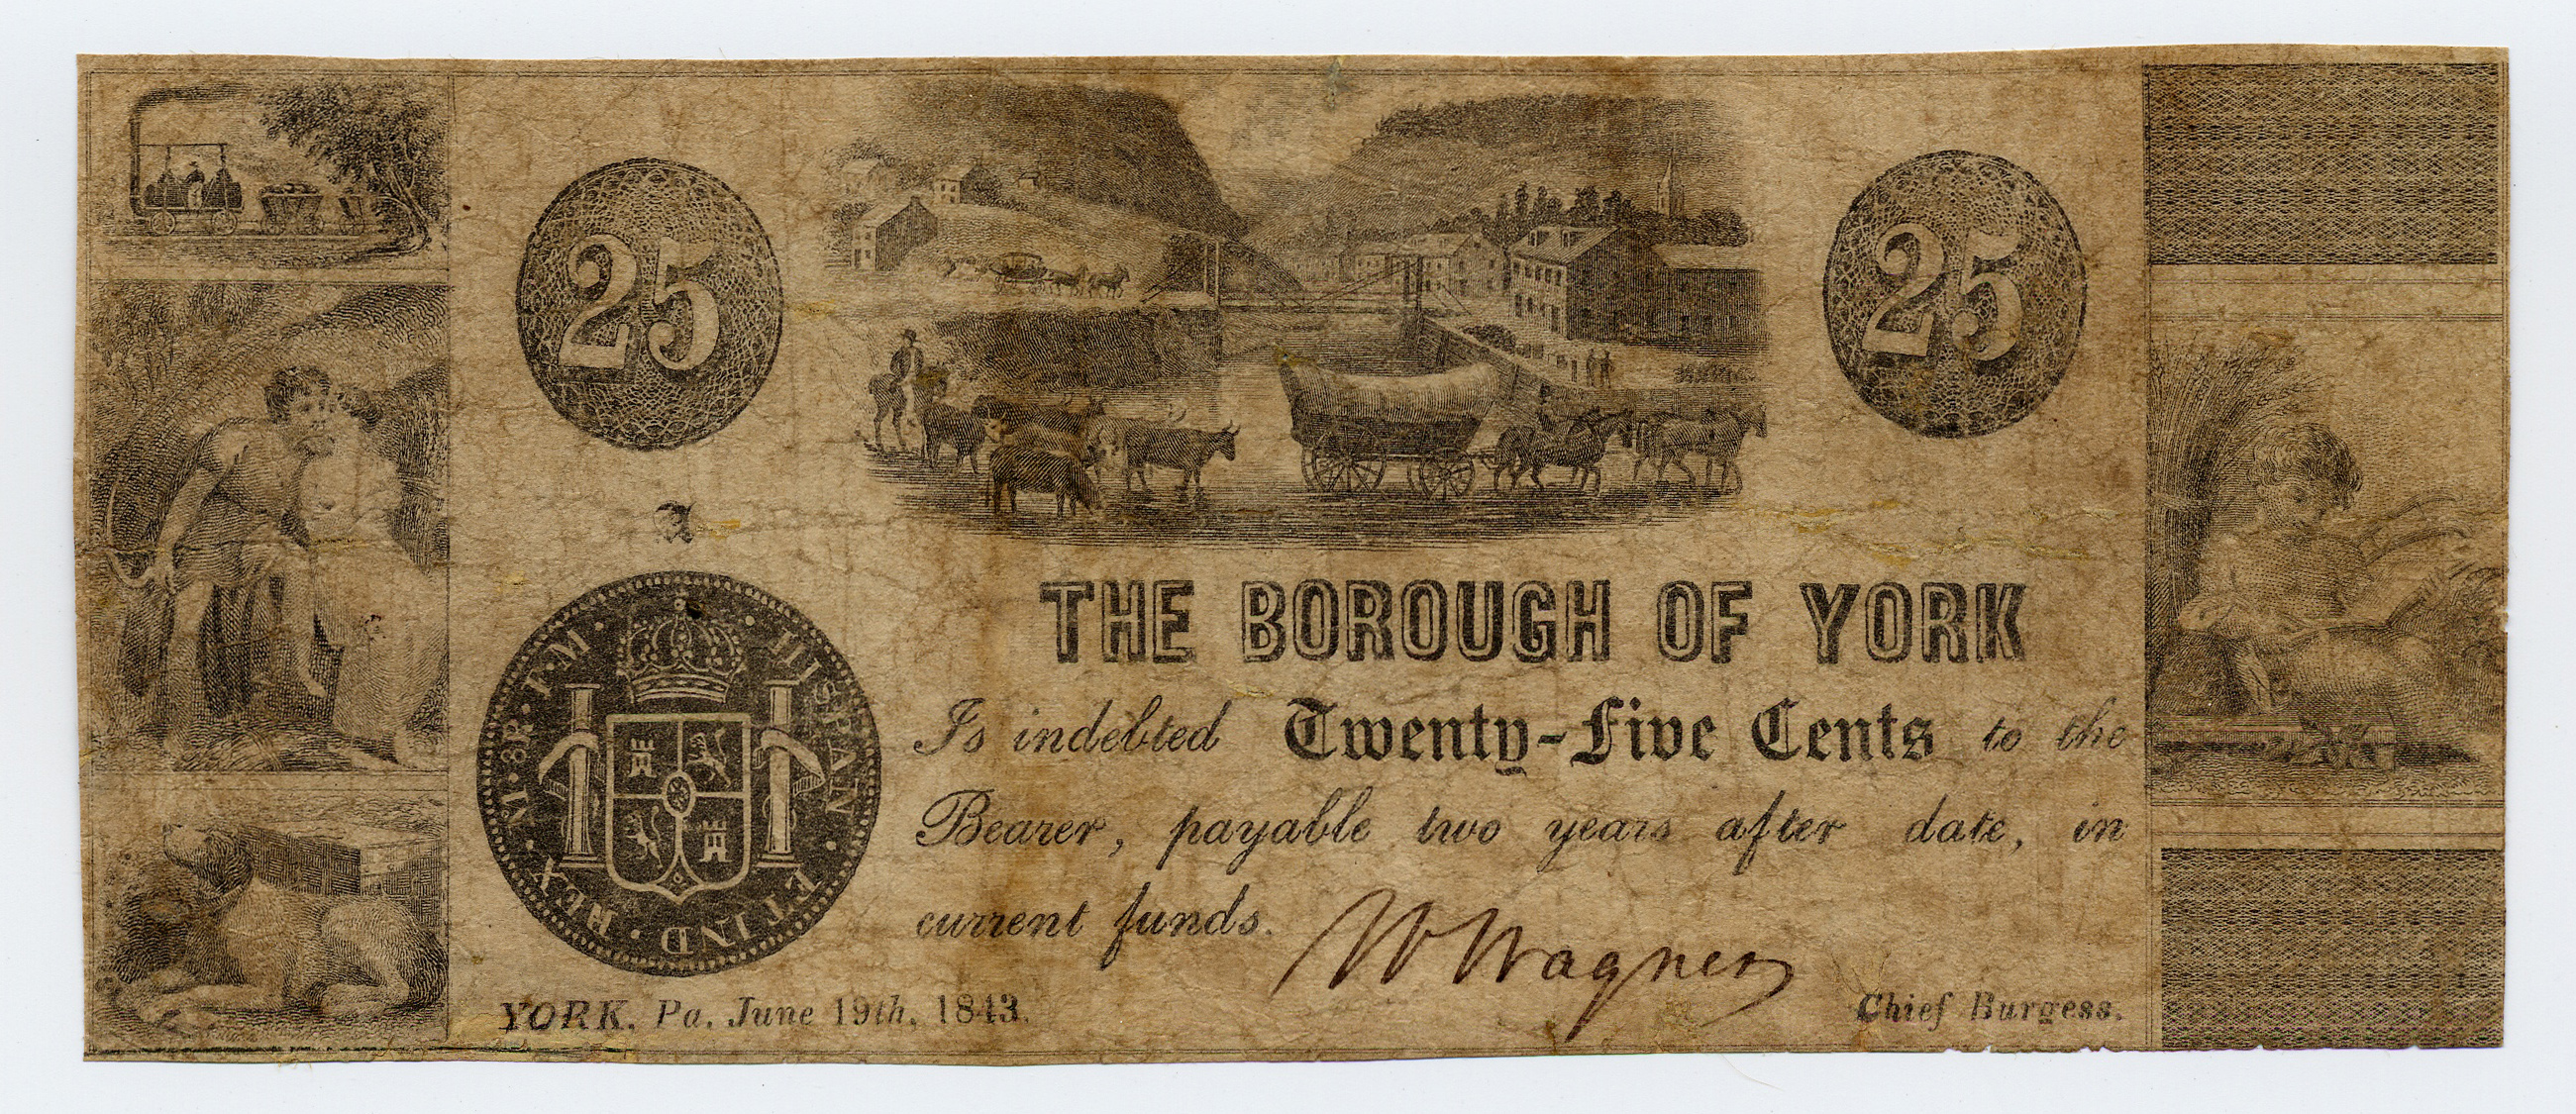 25
25
A
HISPAN · ET IND · REX · M · 8R · F · M ·
THE BOROUGH OF YORK
Is indebted Twenty-Five Cents to the
Bearer, payable two years after date, in
current funds.
W Wagner
YORK, Pa. June 19th, 1843.
Chief Burgess.